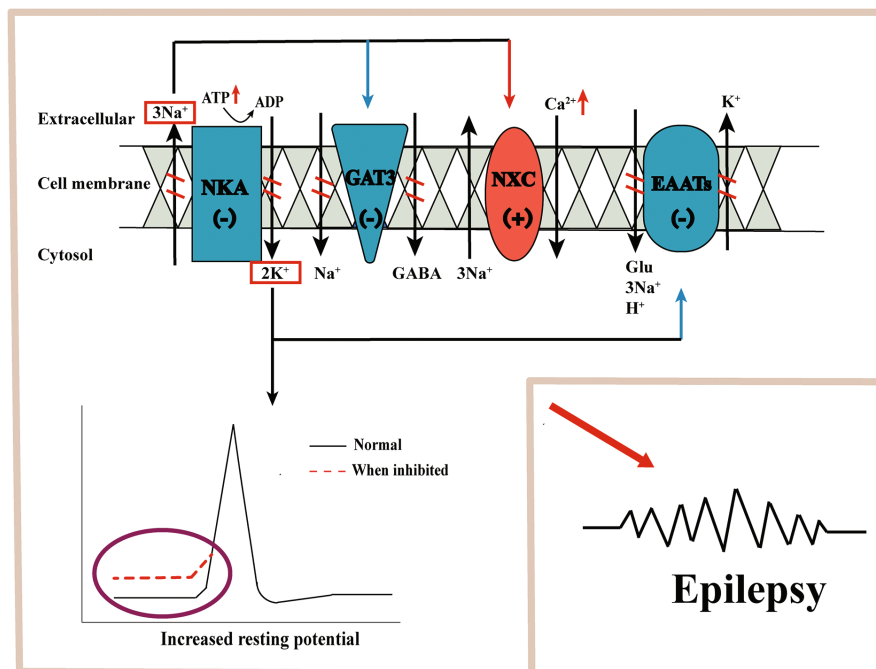 ATP ADP
3Na⁺
Ca²⁺
K⁺
Extracellular
Cell membrane
Cytosol
NKA
(-)
GAT3
(-)
NXC
(+)
EAATs
(-)
2K⁺
Na⁺
GABA
3Na⁺
Glu
3Na⁺
H⁺
Normal
When inhibited
Increased resting potential
Epilepsy